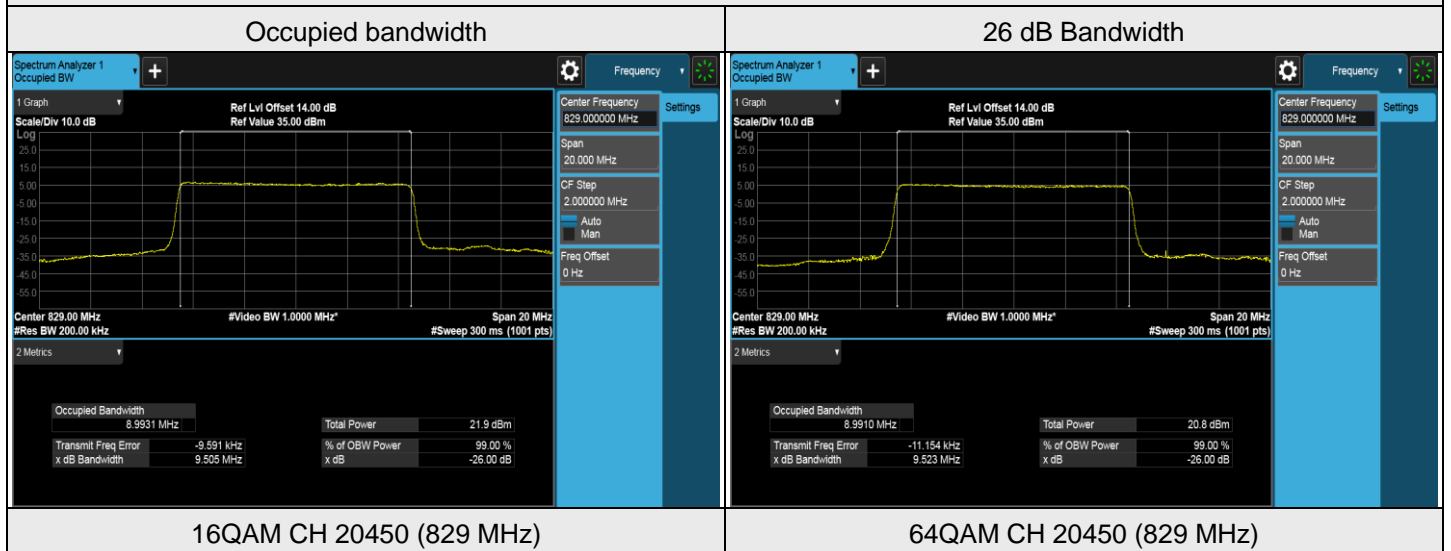 Occupied bandwidth
26 dB Bandwidth
Spectrum Analyzer 1
Occupied BW
+
Frequency
1 Graph
Scale/Div 10.0 dB
Ref Lvl Offset 14.00 dB
Ref Value 35.00 dBm
Log
25.0
15.0
5.00
-5.00
-15.0
-25.0
-35.0
-45.0
-55.0
Center 829.00 MHz
#Res BW 200.00 kHz
#Video BW 1.0000 MHz*
Span 20 MHz
#Sweep 300 ms (1001 pts)
Center Frequency
829.000000 MHz
Settings
Span
20.000 MHz
CF Step
2.000000 MHz
Auto
Man
Freq Offset
0 Hz
2 Metrics
Occupied Bandwidth
8.9931 MHz
Total Power 21.9 dBm
Transmit Freq Error -9.591 kHz % of OBW Power 99.00 %
x dB Bandwidth 9.505 MHz x dB -26.00 dB
Spectrum Analyzer 1
Occupied BW
+
Frequency
1 Graph
Scale/Div 10.0 dB
Ref Lvl Offset 14.00 dB
Ref Value 35.00 dBm
Log
25.0
15.0
5.00
-5.00
-15.0
-25.0
-35.0
-45.0
-55.0
Center 829.00 MHz
#Res BW 200.00 kHz
#Video BW 1.0000 MHz*
Span 20 MHz
#Sweep 300 ms (1001 pts)
Center Frequency
829.000000 MHz
Settings
Span
20.000 MHz
CF Step
2.000000 MHz
Auto
Man
Freq Offset
0 Hz
2 Metrics
Occupied Bandwidth
8.9910 MHz
Total Power 20.8 dBm
Transmit Freq Error -11.154 kHz % of OBW Power 99.00 %
x dB Bandwidth 9.523 MHz x dB -26.00 dB
16QAM CH 20450 (829 MHz)
64QAM CH 20450 (829 MHz)